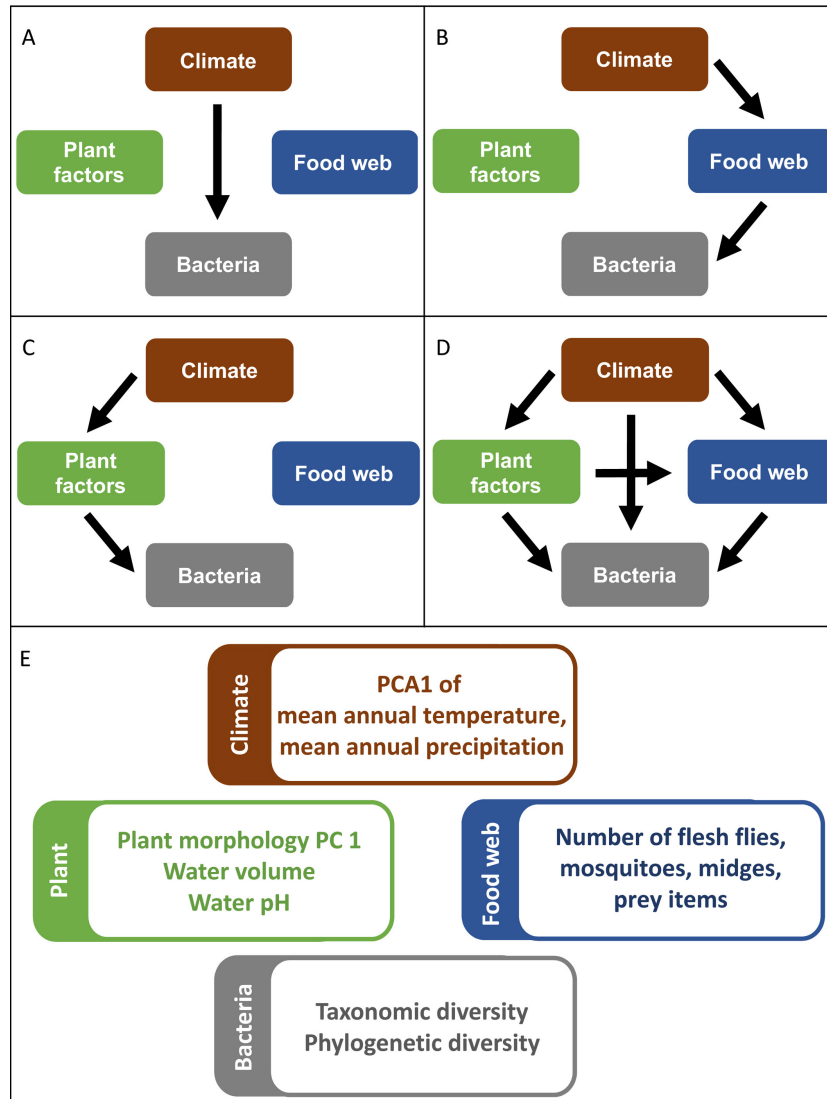 A
Climate
Plant
factors
Food web
Bacteria
B
Climate
Plant
factors
Food web
Bacteria
C
Climate
Plant
factors
Food web
Bacteria
D
Climate
Plant
factors
Food web
Bacteria
E
Climate
PCA1 of
mean annual temperature,
mean annual precipitation
Plant
Plant morphology PC 1
Water volume
Water pH
Food web
Number of flesh flies,
mosquitoes, midges,
prey items
Bacteria
Taxonomic diversity
Phylogenetic diversity